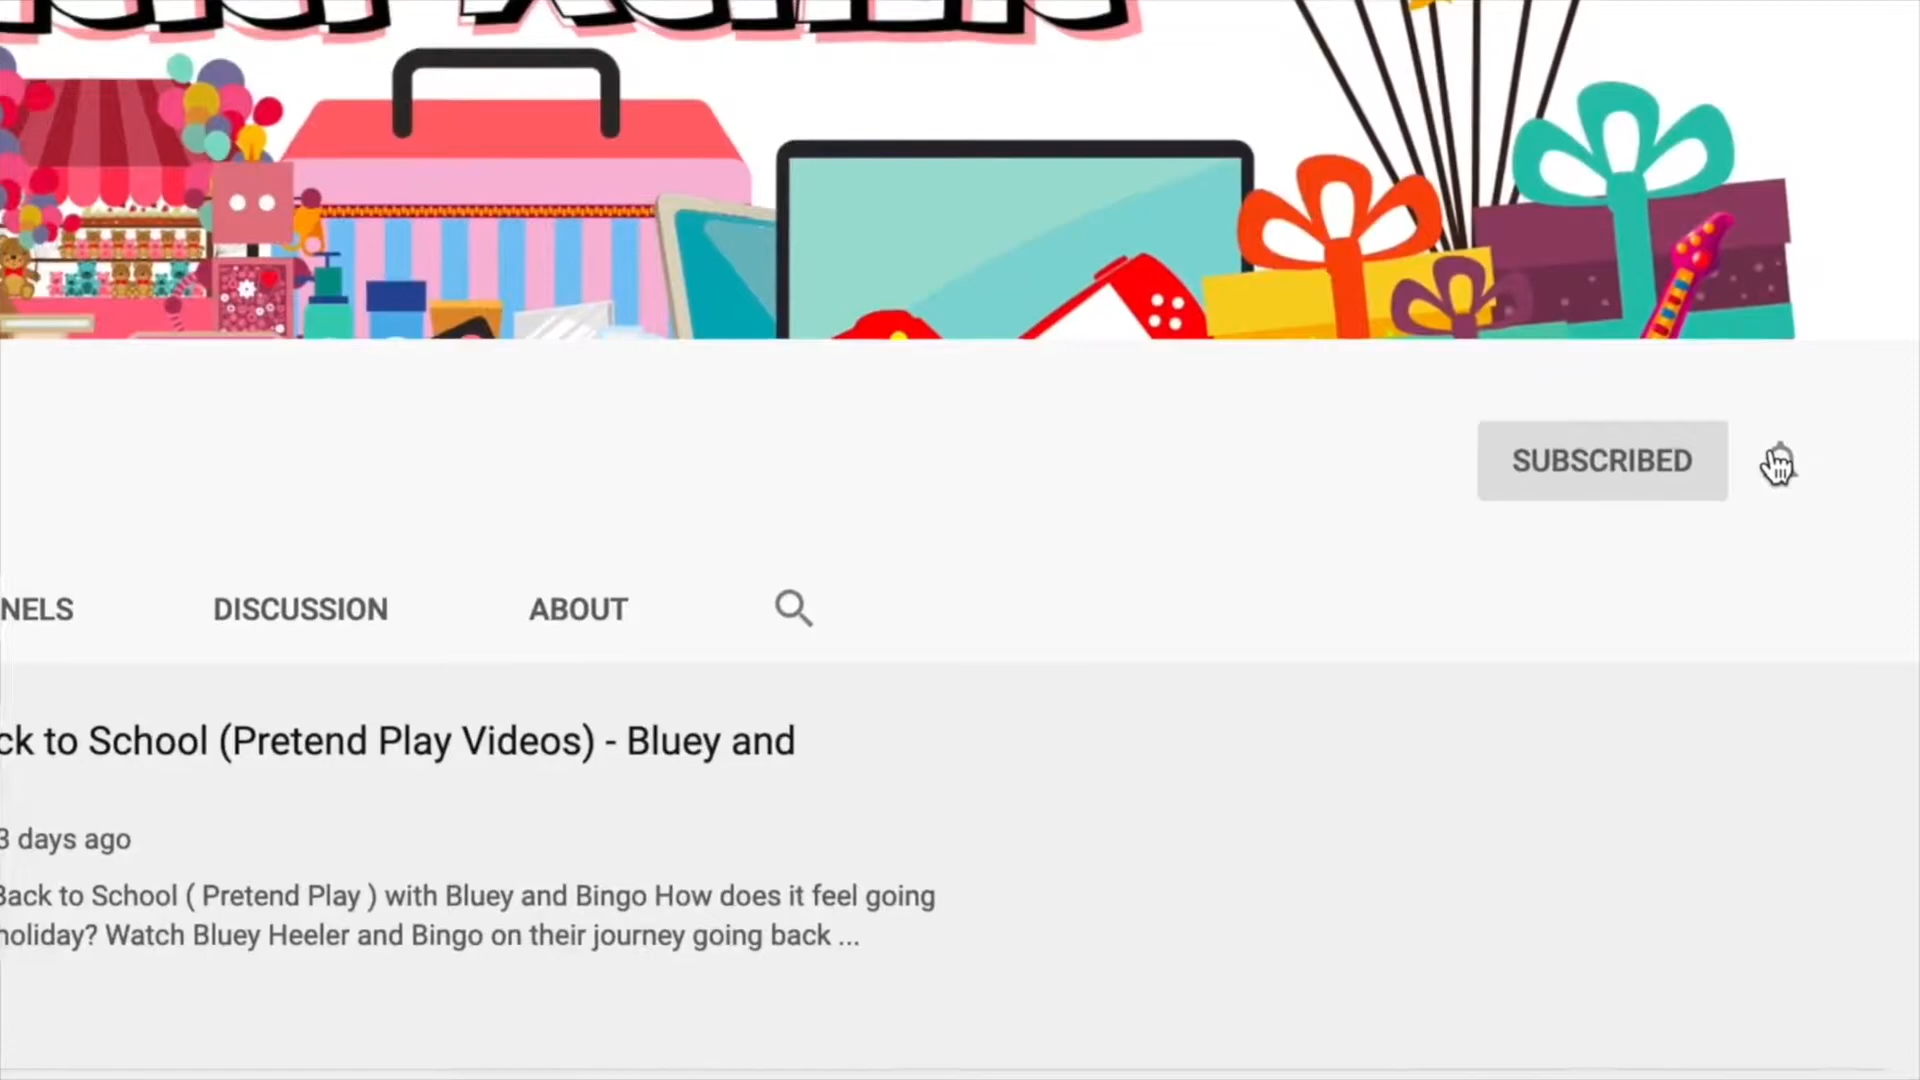 SUBSCRIBED
NELS DISCUSSION ABOUT
ck to School (Pretend Play Videos) - Bluey and
3 days ago
Back to School ( Pretend Play ) with Bluey and Bingo How does it feel going
holiday? Watch Bluey Heeler and Bingo on their journey going back ...